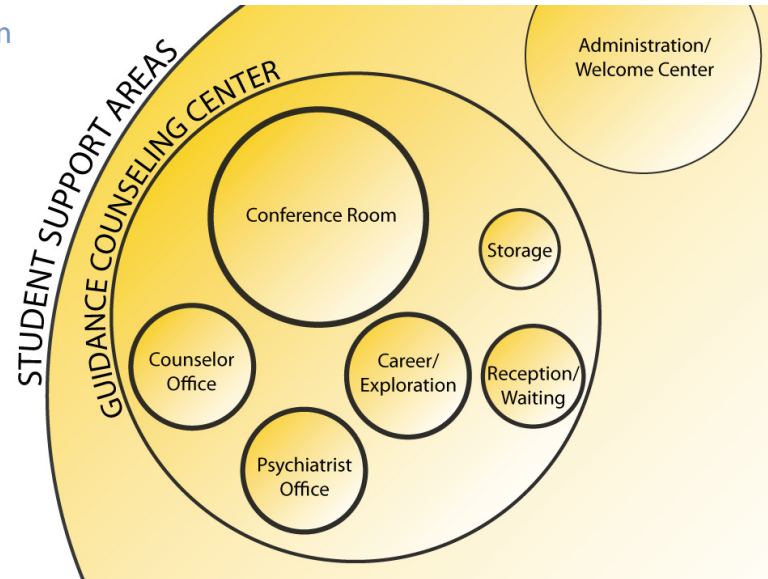 n
STUDENT SUPPORT AREAS
GUIDANCE COUNSELING CENTER
Administration/
Welcome Center
Conference Room
Storage
Counselor
Office
Career/
Exploration
Reception/
Waiting
Psychiatrist
Office